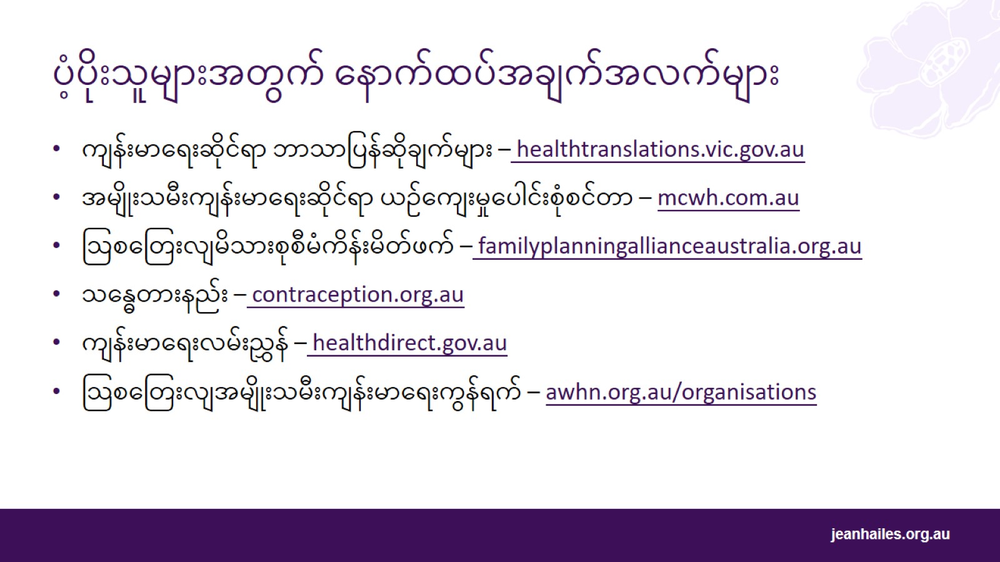 ပံ့ပိုးသူများအတွက် နောက်ထပ်အချက်အလက်များ
• ကျန်းမာရေးဆိုင်ရာ ဘာသာပြန်ဆိုချက်များ – healthtranslations.vic.gov.au
• အမျိုးသမီးကျန်းမာရေးဆိုင်ရာ ယဉ်ကျေးမှုပေါင်းစုံစင်တာ – mcwh.com.au
• ဩစတြေးလျမိသားစုစီမံကိန်းမိတ်ဖက် – familyplanningallianceaustralia.org.au
• သန္ဓေတားနည်း – contraception.org.au
• ကျန်းမာရေးလမ်းညွှန် – healthdirect.gov.au
• ဩစတြေးလျအမျိုးသမီးကျန်းမာရေးကွန်ရက် – awhn.org.au/organisations
jeanhailes.org.au